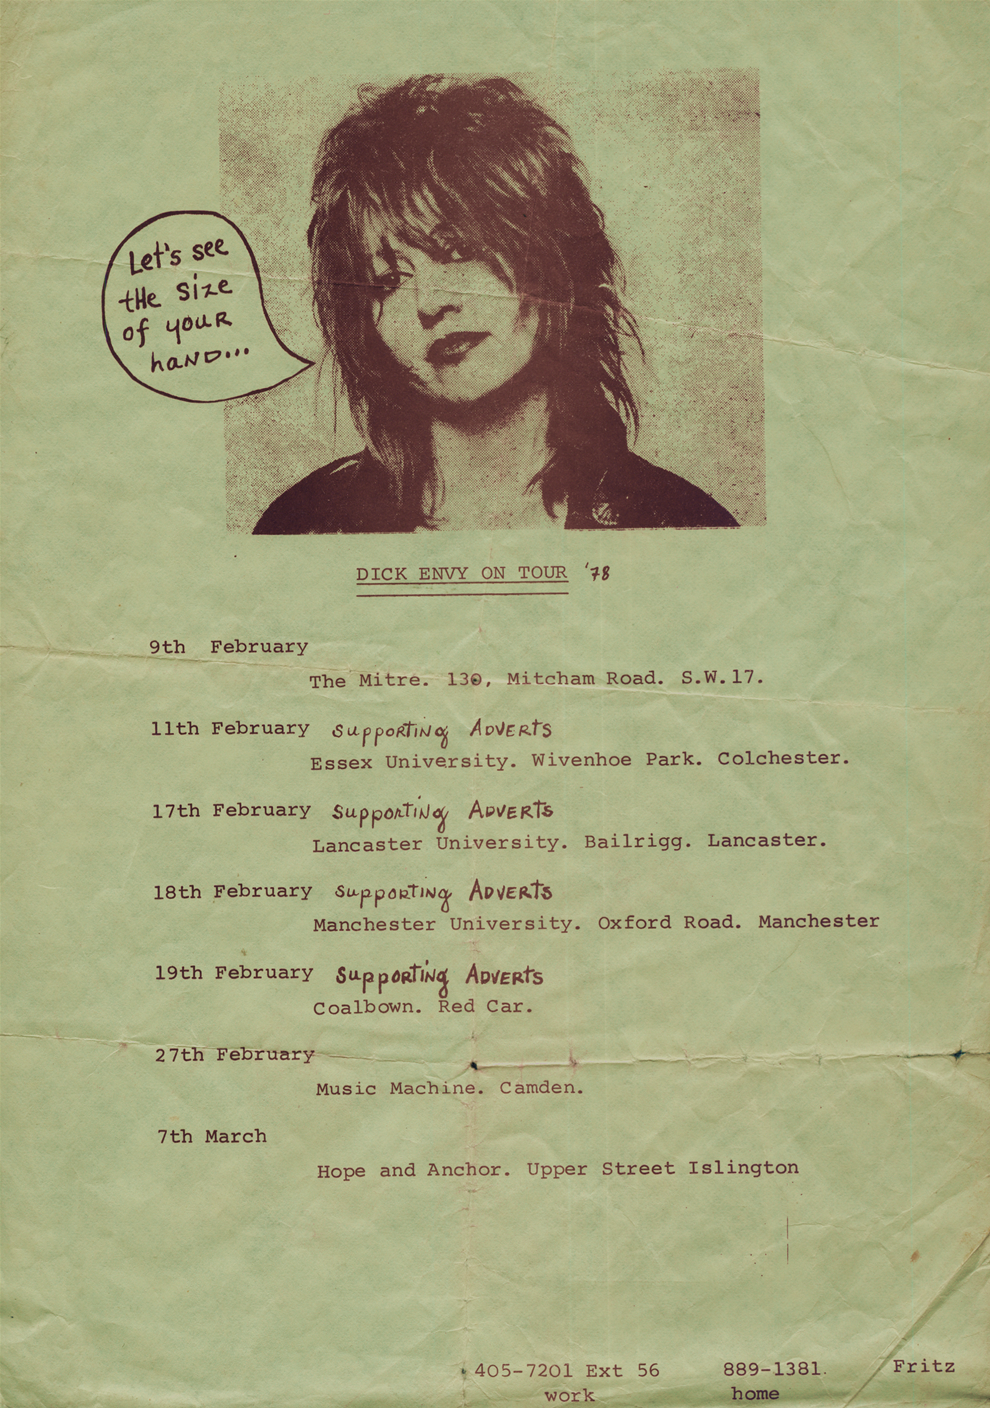 Let's see
the size
of your
hand...
DICK ENVY ON TOUR '78
9th February
The Mitre. 130, Mitcham Road. S.W.17.
11th February Supporting Adverts
Essex University. Wivenhoe Park. Colchester.
17th February Supporting Adverts
Lancaster University. Bailrigg. Lancaster.
18th February Supporting Adverts
Manchester University. Oxford Road. Manchester
19th February Supporting Adverts
Coalbown. Red Car.
27th February
Music Machine. Camden.
7th March
Hope and Anchor. Upper Street Islington
405-7201 Ext 56 889-1381. Fritz
work home